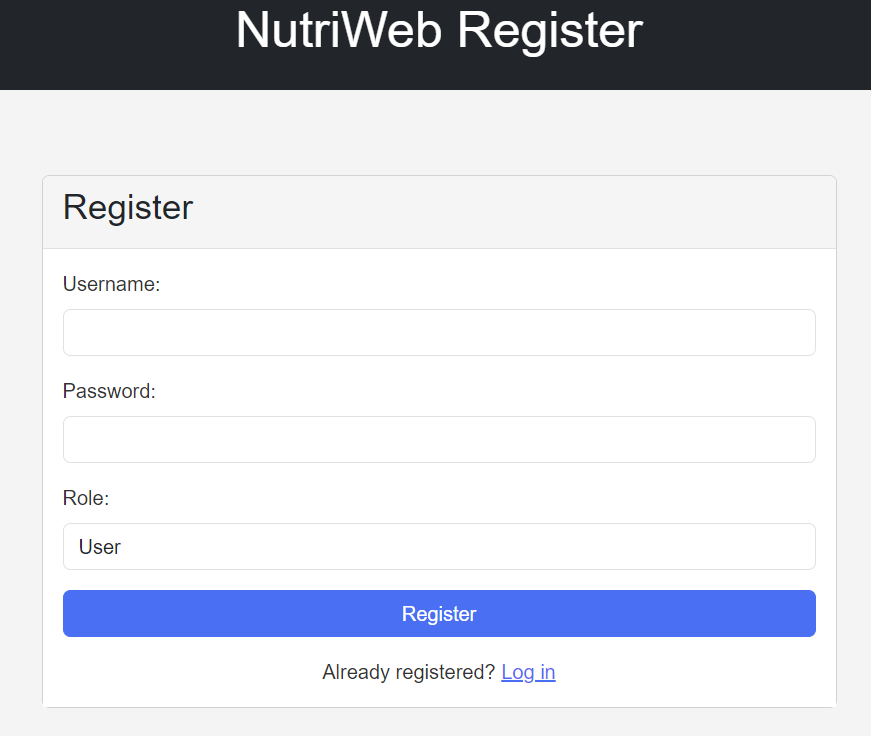 NutriWeb Register
Register
Username:
Password:
Role:
User
Register
Already registered? Log in